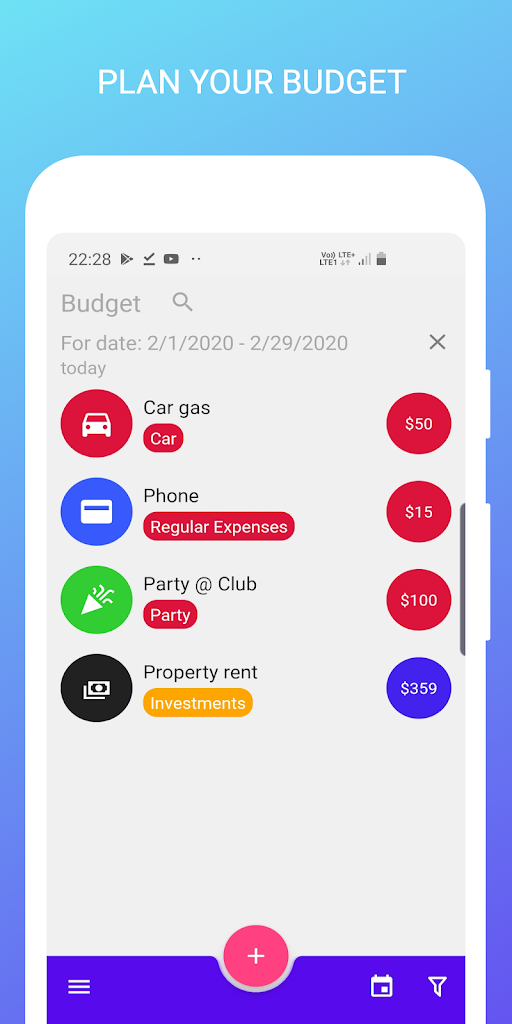 PLAN YOUR BUDGET
22:28
Vo)) LTE+
LTE1
Budget
For date: 2/1/2020 - 2/29/2020
today
Car gas
Car
$50
Phone
Regular Expenses
$15
Party @ Club
Party
$100
Property rent
Investments
$359
+